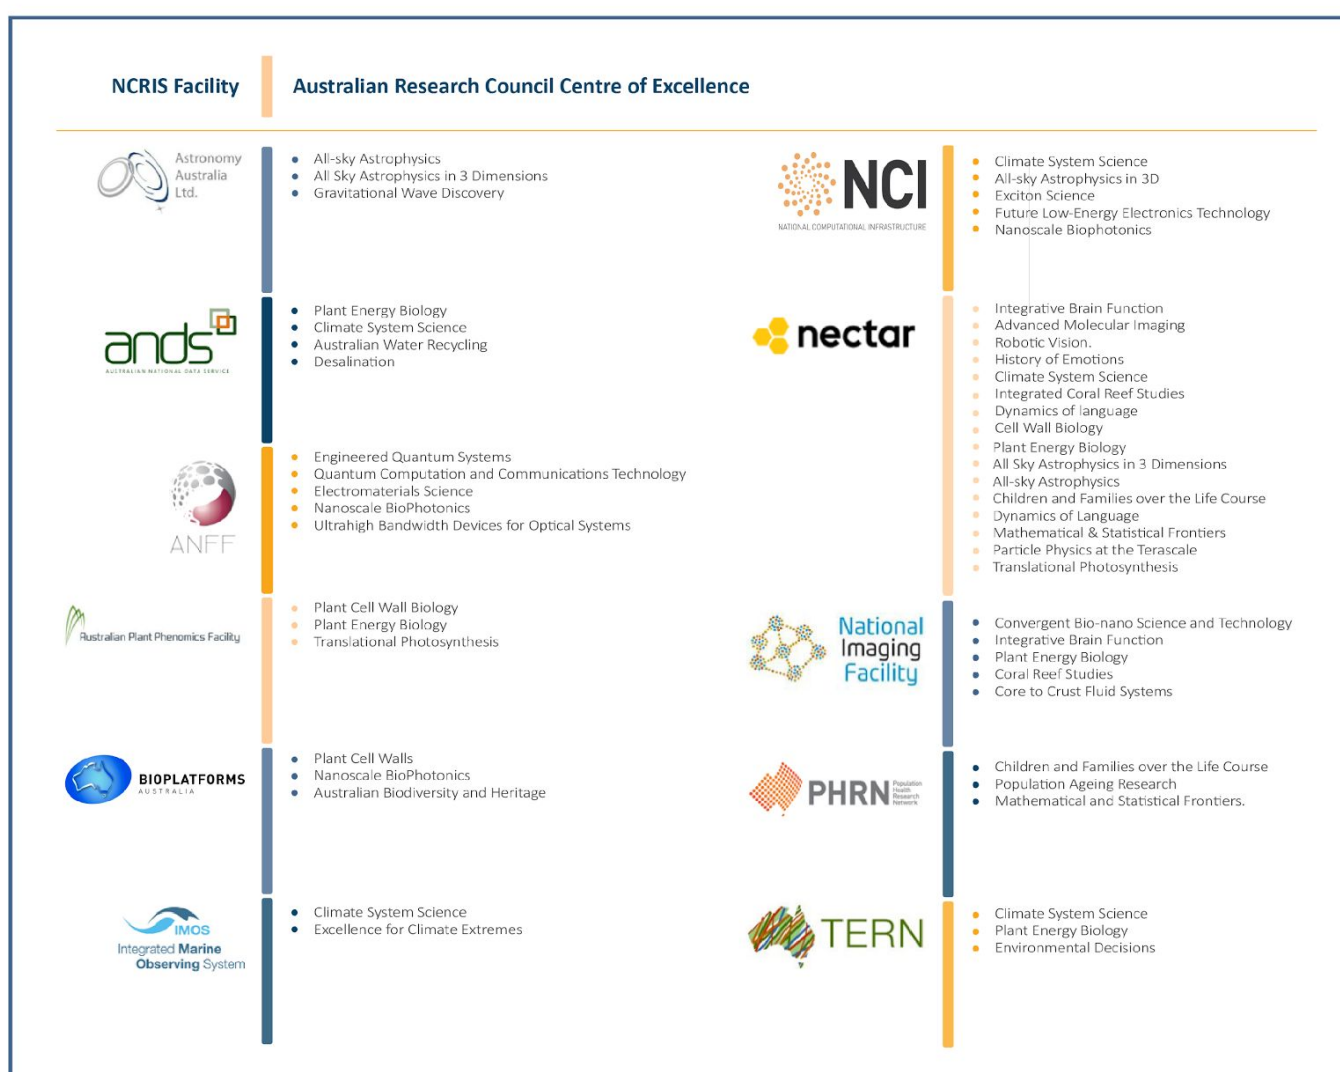 NCRIS Facility
Australian Research Council Centre of Excellence
Astronomy
Australia
Ltd.
• All-sky Astrophysics
• All Sky Astrophysics in 3 Dimensions
• Gravitational Wave Discovery
ands
AUSTRALIAN NATIONAL DATA SERVICE
• Plant Energy Biology
• Climate System Science
• Australian Water Recycling
• Desalination
ANFF
• Engineered Quantum Systems
• Quantum Computation and Communications Technology
• Electromaterials Science
• Nanoscale BioPhotonics
• Ultrahigh Bandwidth Devices for Optical Systems
Australian Plant Phenomics Facility
• Plant Cell Wall Biology
• Plant Energy Biology
• Translational Photosynthesis
BIOPLATFORMS
AUSTRALIA
• Plant Cell Walls
• Nanoscale BioPhotonics
• Australian Biodiversity and Heritage
IMOS
Integrated Marine
Observing System
• Climate System Science
• Excellence for Climate Extremes
NCI
NATIONAL COMPUTATIONAL INFRASTRUCTURE
• Climate System Science
• All-sky Astrophysics in 3D
• Exciton Science
• Future Low-Energy Electronics Technology
• Nanoscale Biophotonics
nectar
• Integrative Brain Function
• Advanced Molecular Imaging
• Robotic Vision.
• History of Emotions
• Climate System Science
• Integrated Coral Reef Studies
• Dynamics of language
• Cell Wall Biology
• Plant Energy Biology
• All Sky Astrophysics in 3 Dimensions
• All-sky Astrophysics
• Children and Families over the Life Course
• Dynamics of Language
• Mathematical & Statistical Frontiers
• Particle Physics at the Terascale
• Translational Photosynthesis
National
Imaging
Facility
• Convergent Bio-nano Science and Technology
• Integrative Brain Function
• Plant Energy Biology
• Coral Reef Studies
• Core to Crust Fluid Systems
PHRN
Population
Health
Research
Network
• Children and Families over the Life Course
• Population Ageing Research
• Mathematical and Statistical Frontiers.
TERN
• Climate System Science
• Plant Energy Biology
• Environmental Decisions